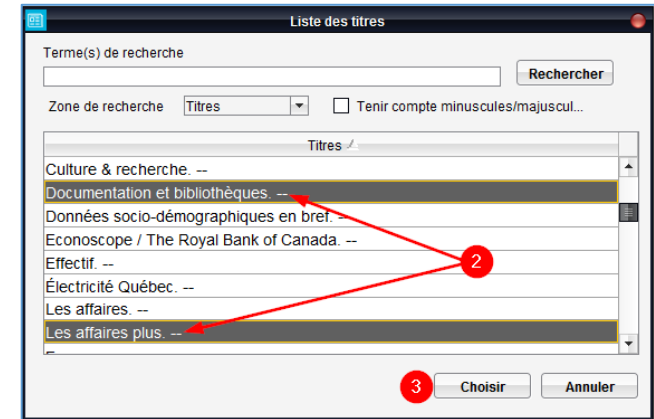 Liste des titres
Terme(s) de recherche
Rechercher
Zone de recherche Titres Tenir compte minuscules/majuscul...
Titres
Culture & recherche. --
Documentation et bibliothèques. --
Données socio-démographiques en bref. --
Econoscope / The Royal Bank of Canada. --
Effectif. --
2
Électricité Québec. --
Les affaires. --
Les affaires plus. --
3 Choisir Annuler